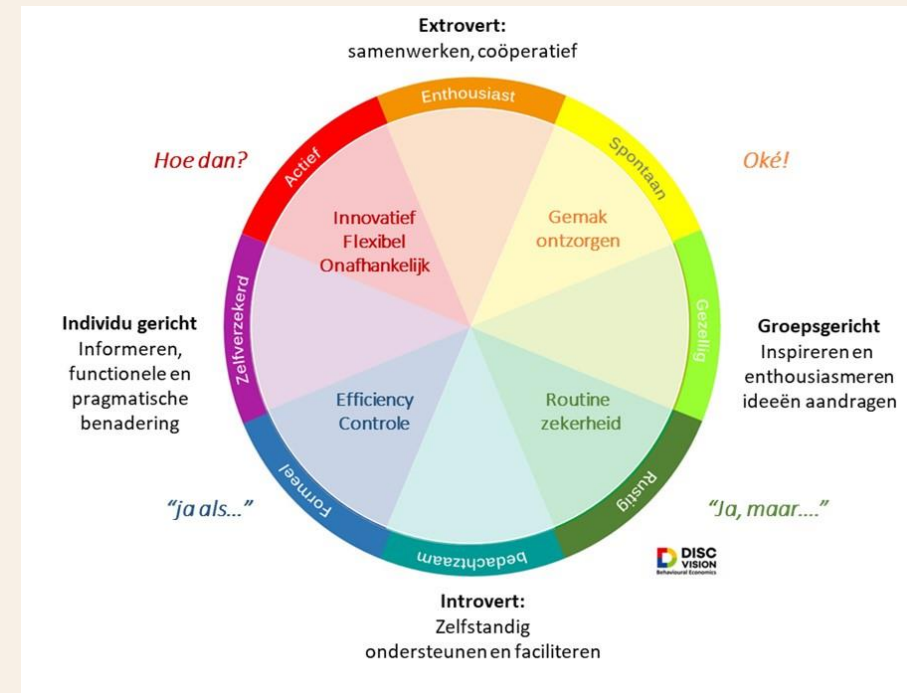 Extrovert:
samenwerken, coöperatief
Enthousiast
Hoe dan?
Actief
Spontaan
Oké!
Innovatief
Flexibel
Onafhankelijk
Gemak
ontzorgen
Zelfverzekerd
Gezellig
Individu gericht
Informeren,
functionele en
pragmatische
benadering
Groepsgericht
Inspireren en
enthousiasmeren
ideeën aandragen
Efficiency
Controle
Routine
zekerheid
"ja als..."
Formeel
Rustig
"Ja, maar...."
bedachtzaam
DISC
VISION
Behavioural Economics
Introvert:
Zelfstandig
ondersteunen en faciliteren